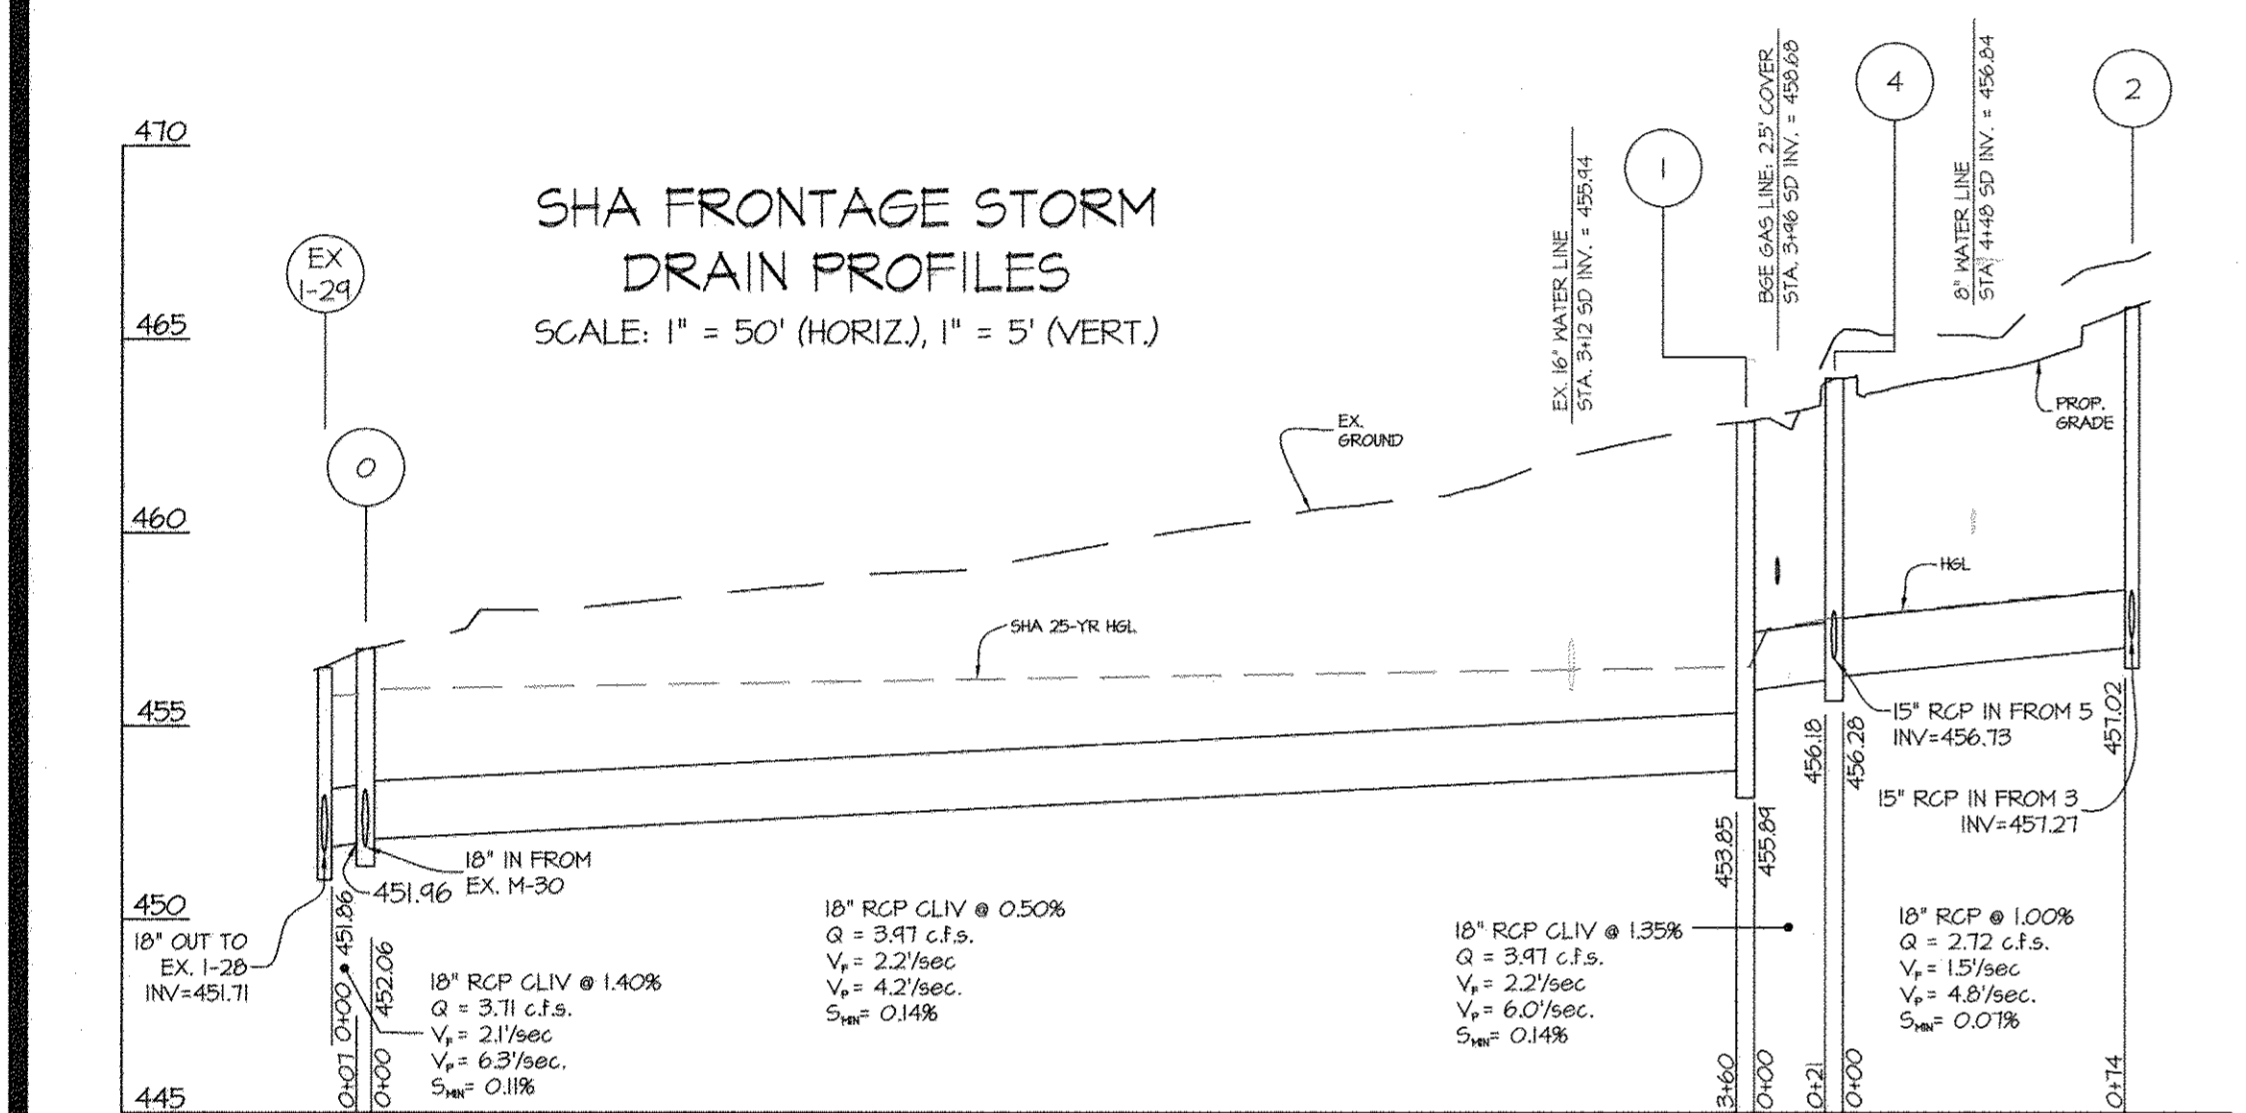 SHA FRONTAGE STORM
DRAIN PROFILES
SCALE: 1" = 50' (HORIZ.), 1" = 5' (VERT.)
470
465
460
455
450
445
EX
1-29
0
1
4
2
EX. 16" WATER LINE
STA. 3+12 SD INV. = 455.44
BGE GAS LINE: 2.5' COVER
STA. 3+96 SD INV. = 458.68
8" WATER LINE
STA. 4+48 SD INV. = 456.84
EX.
GROUND
PROP.
GRADE
SHA 25-YR HGL
HGL
15" RCP IN FROM 5
INV=456.73
15" RCP IN FROM 3
INV=457.27
18" IN FROM
EX. M-30
451.96
18" OUT TO
EX. 1-28
INV=451.71
451.86
452.06
453.85
455.89
456.18
456.28
457.02
18" RCP CLIV @ 1.40%
Q = 3.71 c.f.s.
VF = 2.1'/sec
VP = 6.3'/sec.
SMIN= 0.11%
18" RCP CLIV @ 0.50%
Q = 3.97 c.f.s.
VF = 2.2'/sec
VP = 4.2'/sec.
SMIN= 0.14%
18" RCP CLIV @ 1.35%
Q = 3.97 c.f.s.
VF = 2.2'/sec
VP = 6.0'/sec.
SMIN= 0.14%
18" RCP @ 1.00%
Q = 2.72 c.f.s.
VF = 1.5'/sec
VP = 4.8'/sec.
SMIN= 0.07%
0+00
0+07
0+00
3+60
0+00
0+21
0+00
0+74